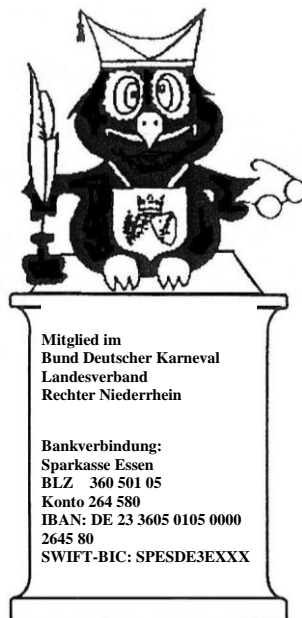 Mitglied im
Bund Deutscher Karneval
Landesverband
Rechter Niederrhein
Bankverbindung:
Sparkasse Essen
BLZ 360 501 05
Konto 264 580
IBAN: DE 23 3605 0105 0000
2645 80
SWIFT-BIC: SPESDE3EXXX